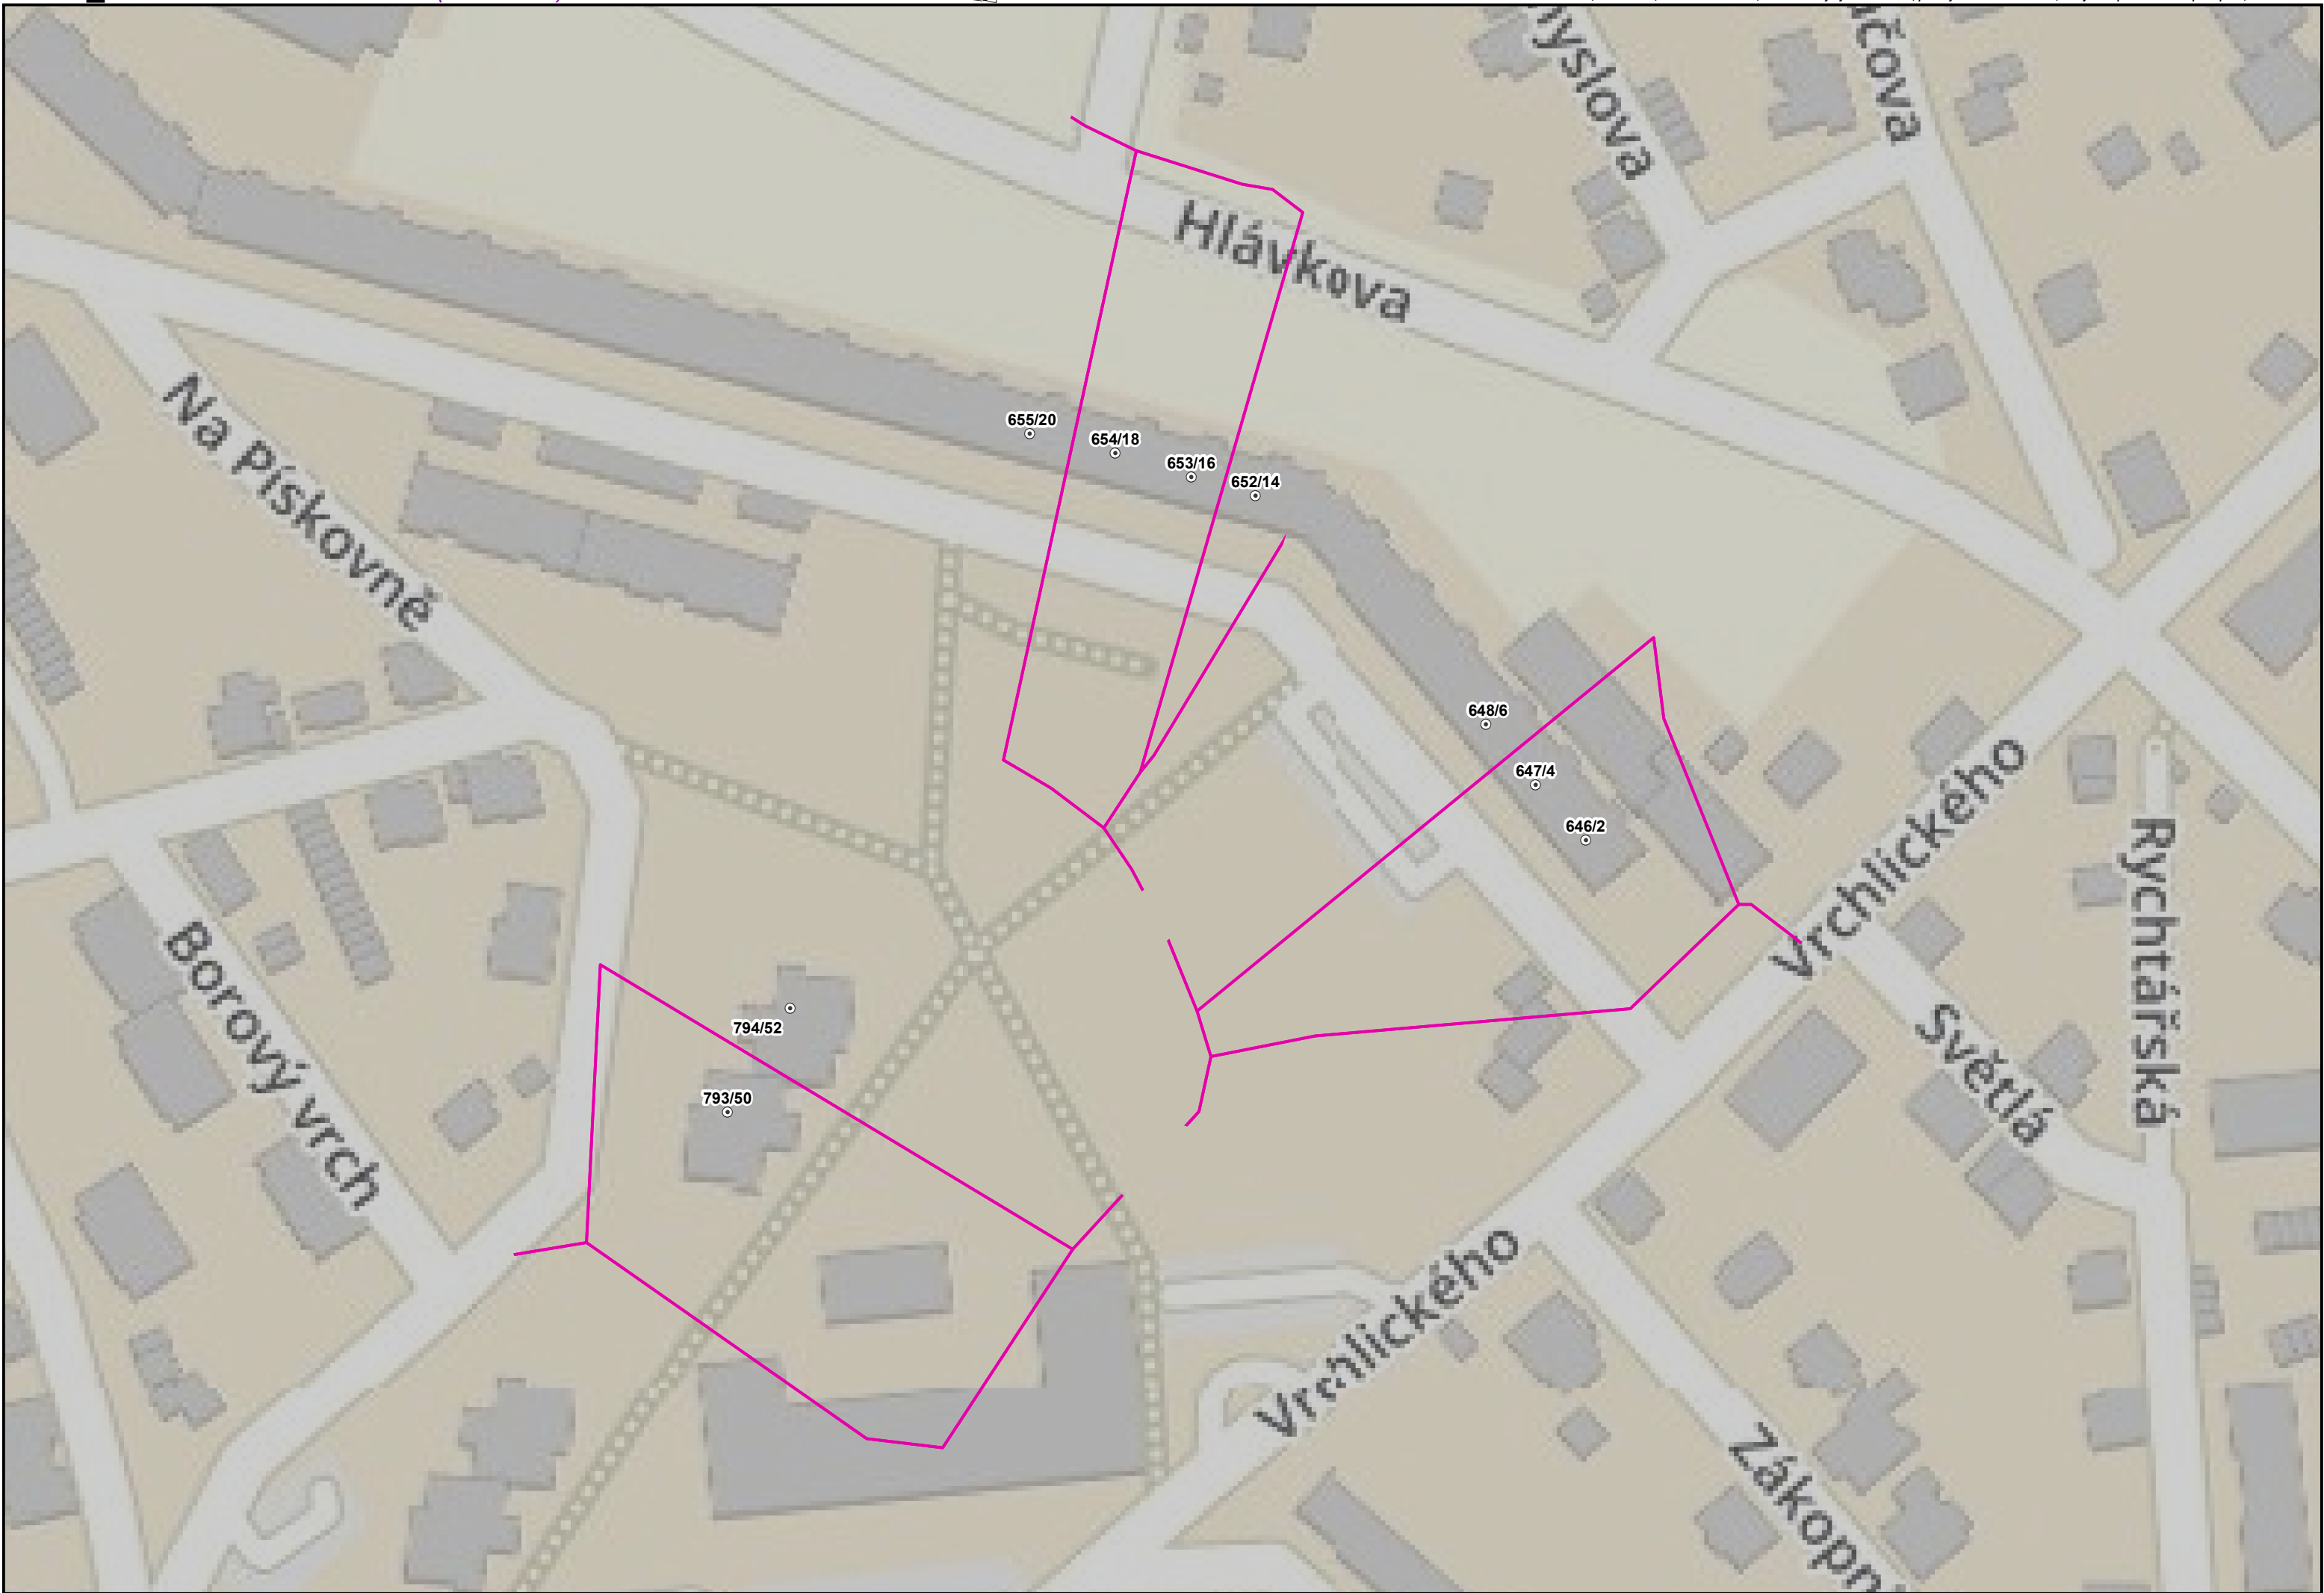 Hlávkova
655/20
654/18
653/16
652/14
Na Pískovně
648/6
647/4
646/2
Vrchlického
Rychtářská
Borový vrch
794/52
793/50
Světlá
Vrchlického